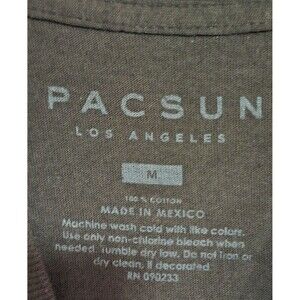 PACSUN
LOS ANGELES
M
100% COTTON
MADE IN MEXICO
Machine wash cold with like colors.
Use only non-chlorine bleach when
needed. Tumble dry low. Do not iron or
dry clean, if decorated
RN 090233